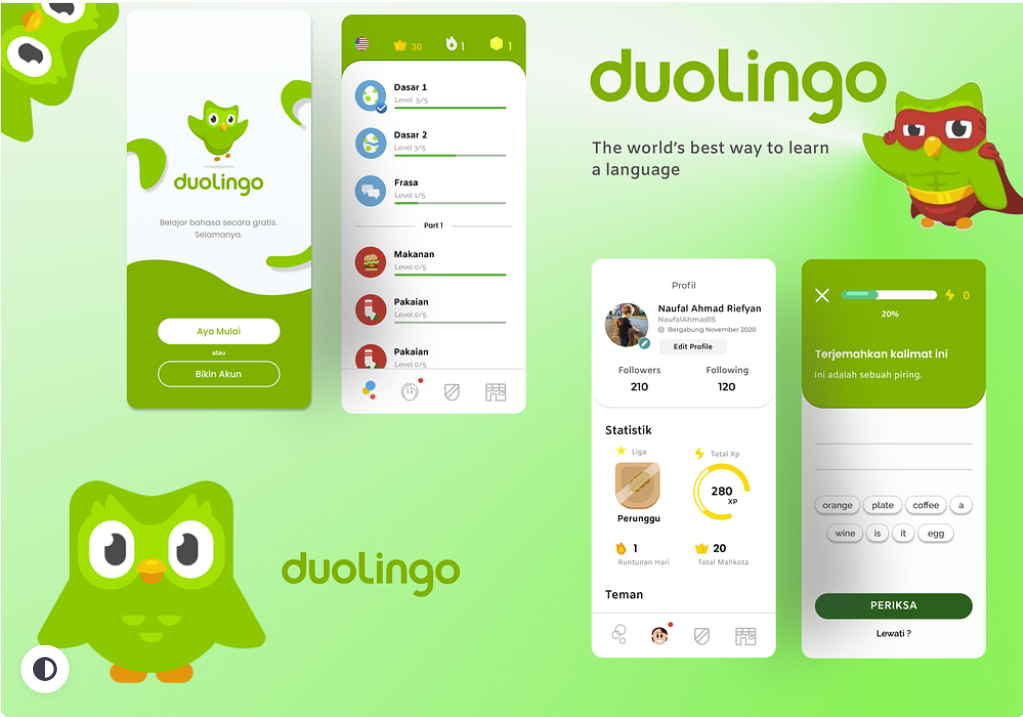 duolingo
Belajar bahasa secara gratis.
Selamanya.
Ayo Mulai
atau
Bikin Akun
30
1
1
Dasar 1
Level 5/5
Dasar 2
Level 3/5
Frasa
Level 1/5
Part 1
Makanan
Level 0/5
Pakaian
Level 0/5
Pakaian
Level 0/5
duolingo
The world's best way to learn
a language
Profil
Naufal Ahmad Riefyan
NaufalAhmad15
Bergabung November 2020
Edit Profile
Followers
Following
210
120
Statistik
Liga
Total Xp
280
XP
Perunggu
1
20
Runtunan Hari
Total Mahkota
Teman
0
20%
Terjemahkan kalimat ini
Ini adalah sebuah piring.
orange plate coffee a
wine is it egg
PERIKSA
Lewati ?
duolingo